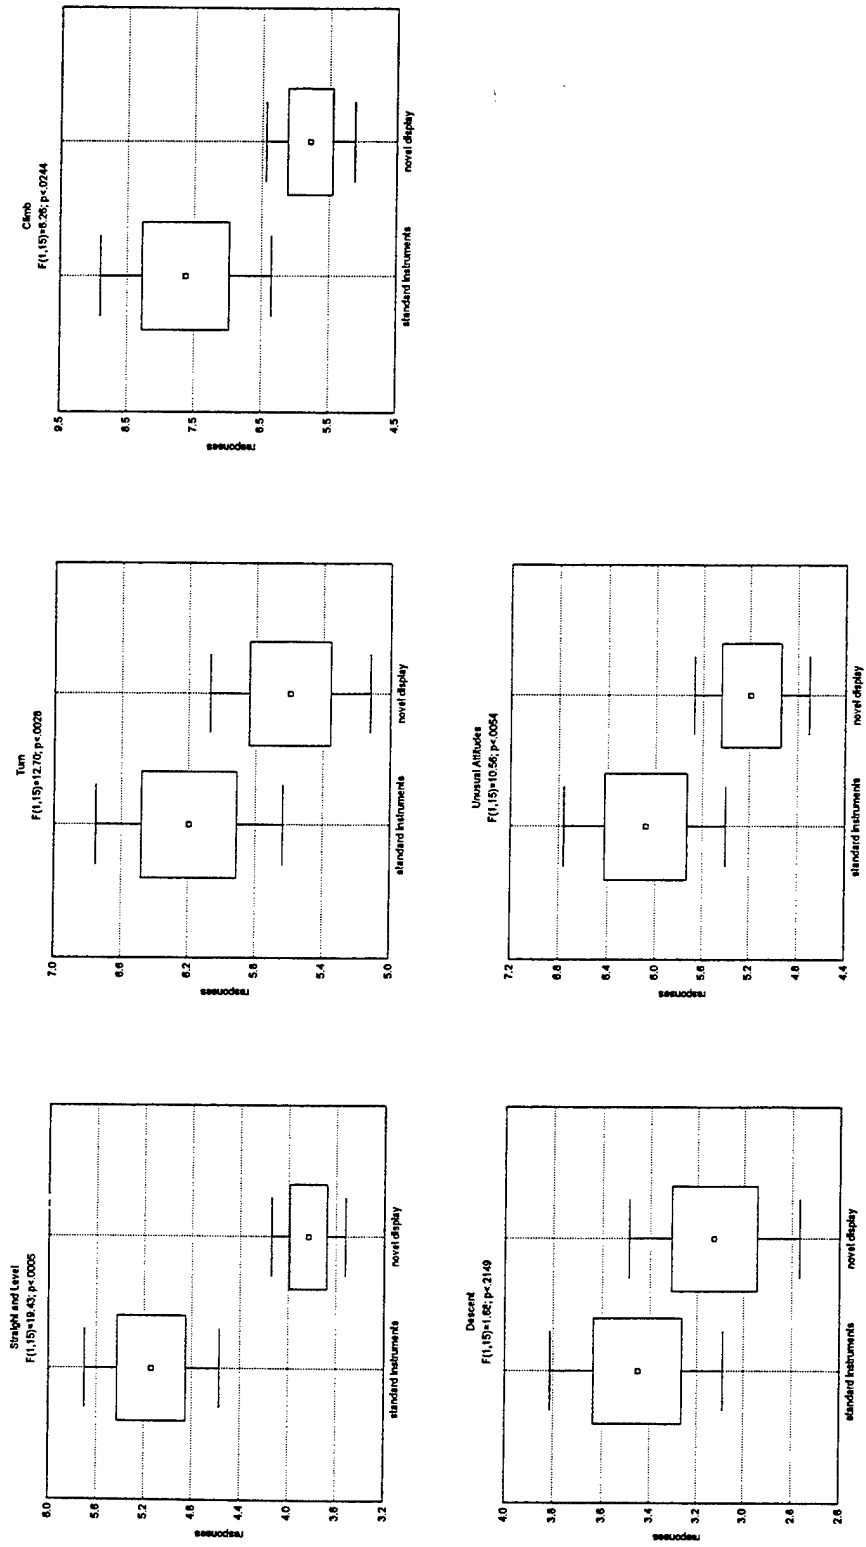 Straight and Level
F(1,15)=19.43; p<.0005
responses
6.0
5.6
5.2
4.8
4.4
4.0
3.6
3.2
standard instruments
novel display
Turn
F(1,15)=12.70; p<.0028
responses
7.0
6.6
6.2
5.8
5.4
5.0
standard instruments
novel display
Climb
F(1,15)=6.26; p<.0244
responses
9.5
8.5
7.5
6.5
5.5
4.5
standard instruments
novel display
Descent
F(1,15)=1.68; p<.2149
responses
4.0
3.8
3.6
3.4
3.2
3.0
2.8
2.6
standard instruments
novel display
Unusual Attitudes
F(1,15)=10.56; p<.0054
responses
7.2
6.8
6.4
6.0
5.6
5.2
4.8
4.4
standard instruments
novel display